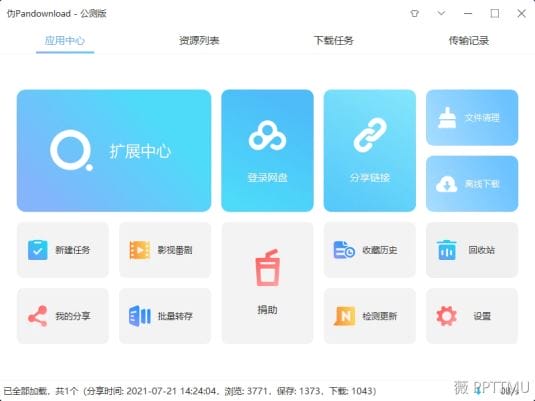 伪Pandownload - 公测版
应用中心 资源列表 下载任务 传输记录
扩展中心
登录网盘
分享链接
文件清理
离线下载
新建任务
影视番剧
捐助
收藏历史
回收站
我的分享
批量转存
检测更新
设置
已全部加载，共1个（分享时间: 2021-07-21 14:24:04，浏览: 3771，保存: 1373，下载: 1043）
0B/s